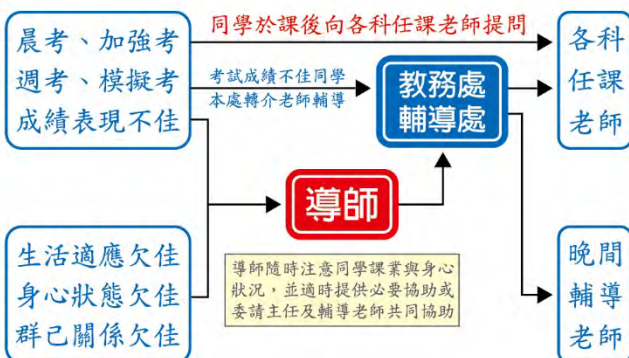 晨考、加強考
週考、模擬考
成績表現不佳
同學於課後向各科任課老師提問
考試成績不佳同學
本處轉介老師輔導
教務處
輔導處
各科
任課
老師
導師
生活適應欠佳
身心狀態欠佳
群己關係欠佳
導師隨時注意同學課業與身心
狀況，並適時提供必要協助或
委請主任及輔導老師共同協助
晚間
輔導
老師